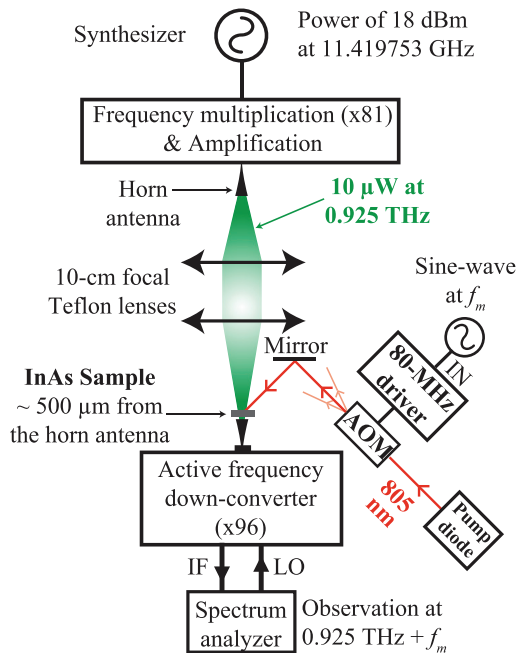 Synthesizer
Power of 18 dBm
at 11.419753 GHz
Frequency multiplication (x81)
& Amplification
Horn
antenna
10 µW at
0.925 THz
10-cm focal
Teflon lenses
Sine-wave
at fm
IN
80-MHz
driver
Mirror
InAs Sample
~ 500 µm from
the horn antenna
AOM
805
nm
Pump
diode
Active frequency
down-converter
(x96)
IF
LO
Spectrum
analyzer
Observation at
0.925 THz + fm